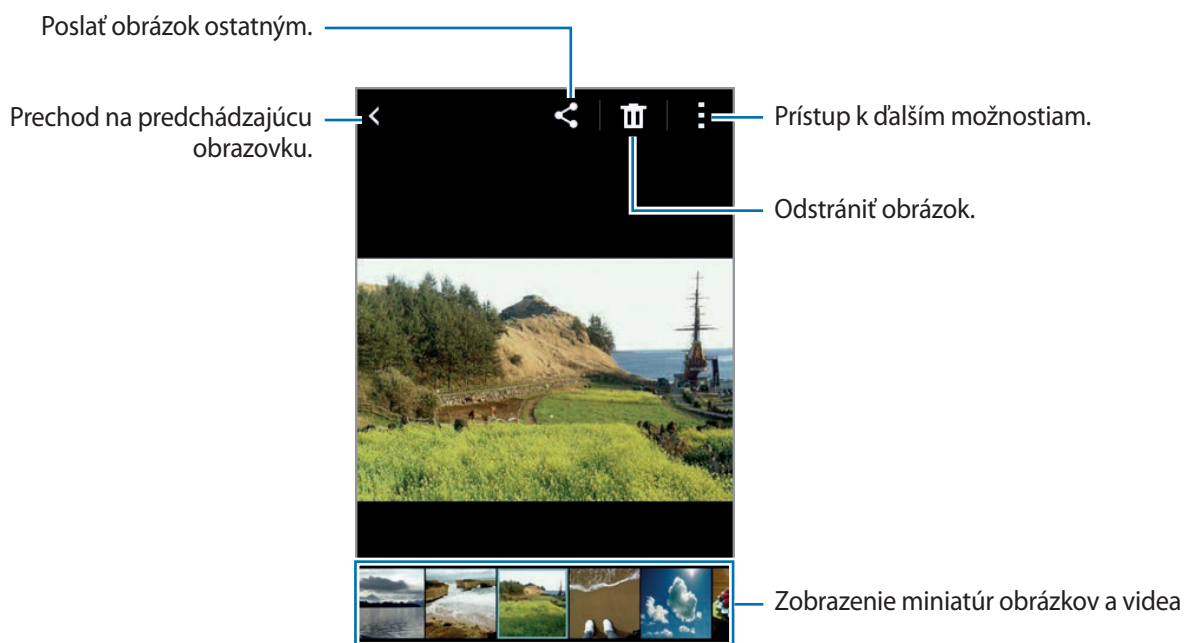 Poslať obrázok ostatným.
Prechod na predchádzajúcu
obrazovku.
Prístup k ďalším možnostiam.
Odstrániť obrázok.
Zobrazenie miniatúr obrázkov a videa